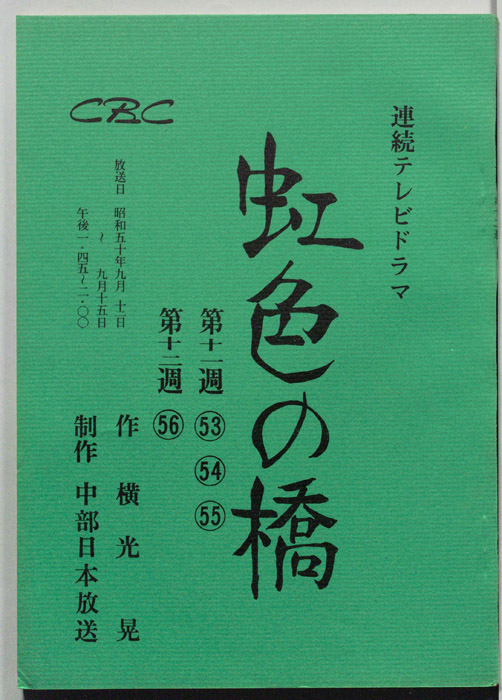 連続テレビドラマ
虹色の橋
第十一週 53 54 55
第十二週 56
CBC
放送日 昭和五十年九月 十一日
~ 九月十五日
午後一・四五~二・〇〇
作 横光晃
制作 中部日本放送